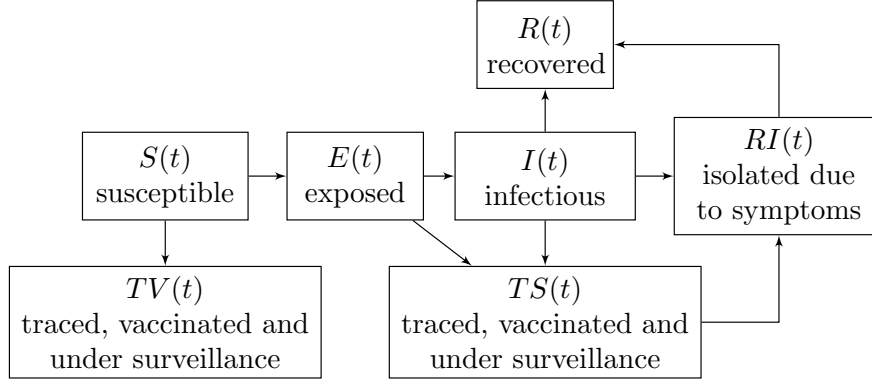 R(t)
recovered
S(t)
susceptible
E(t)
exposed
I(t)
infectious
RI(t)
isolated due
to symptoms
TV(t)
traced, vaccinated and
under surveillance
TS(t)
traced, vaccinated and
under surveillance